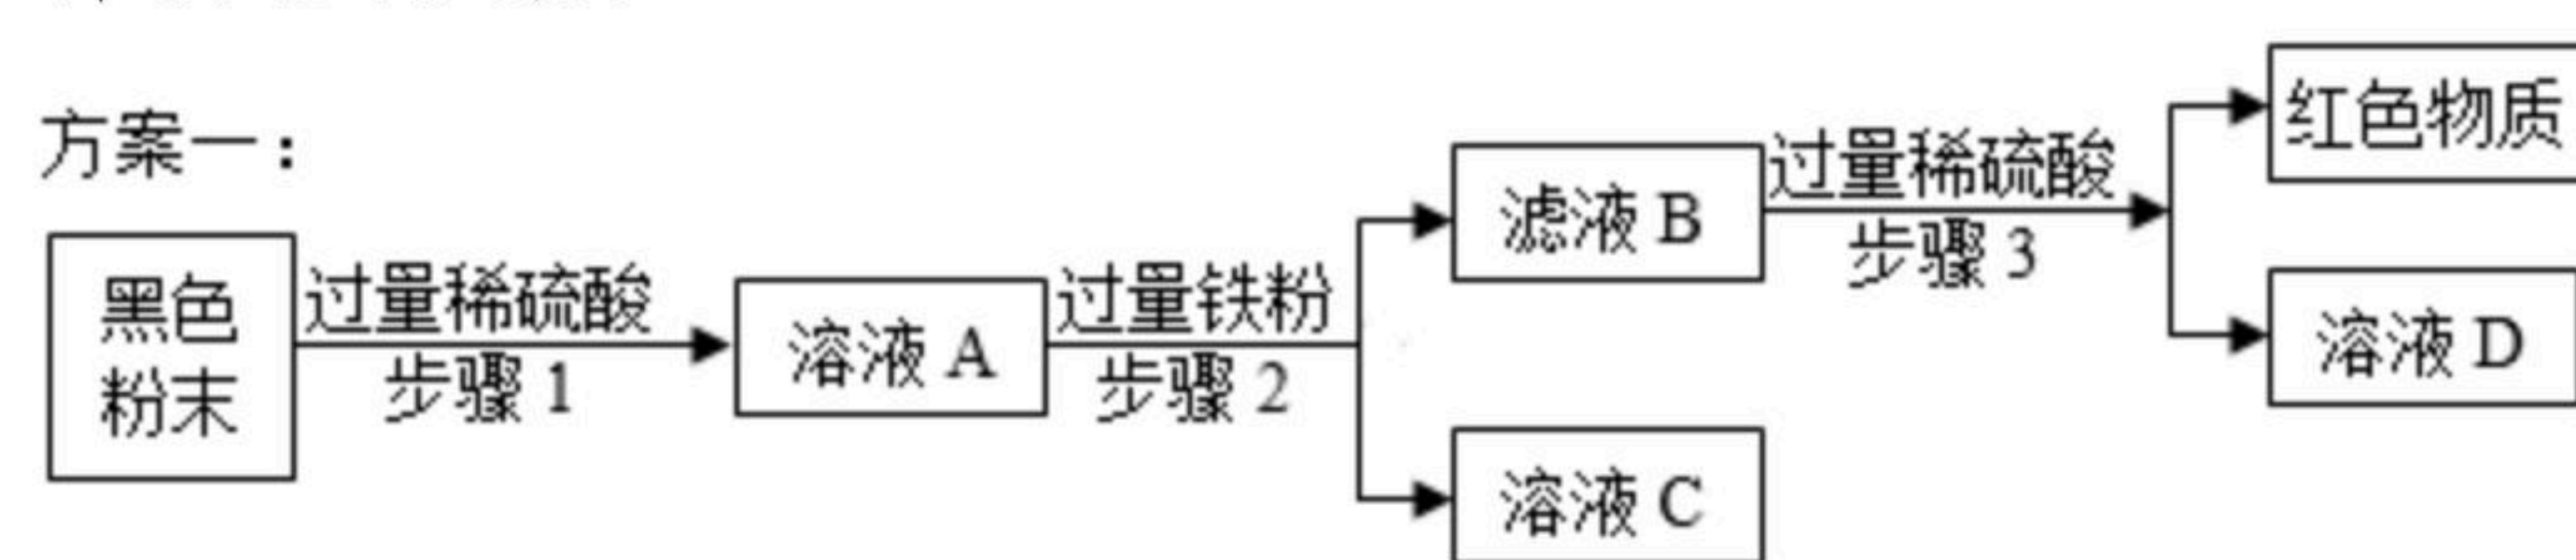 方案一：
黑色
粉末
过量稀硫酸
步骤 1
溶液 A
过量铁粉
步骤 2
滤液 B
溶液 C
过量稀硫酸
步骤 3
红色物质
溶液 D